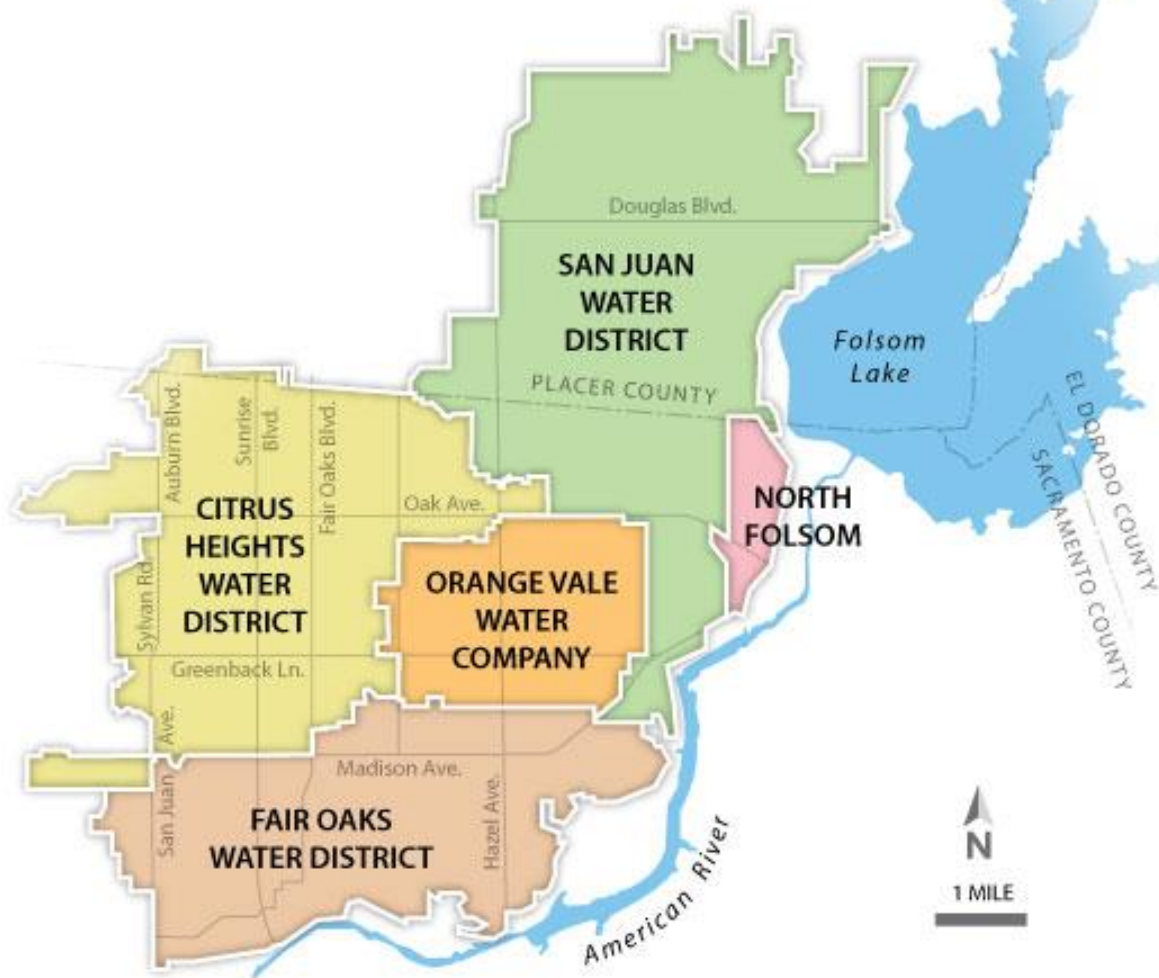 Douglas Blvd.
SAN JUAN
WATER
DISTRICT
Folsom
Lake
PLACER COUNTY
EL DORADO COUNTY
SACRAMENTO COUNTY
Auburn Blvd.
Sunrise
Blvd.
Fair Oaks Blvd.
Oak Ave.
NORTH
FOLSOM
CITRUS
HEIGHTS
WATER
DISTRICT
ORANGE VALE
WATER
COMPANY
Sylvan Rd.
Greenback Ln.
San Juan Ave.
Madison Ave.
Hazel Ave.
FAIR OAKS
WATER DISTRICT
American River
N
1 MILE